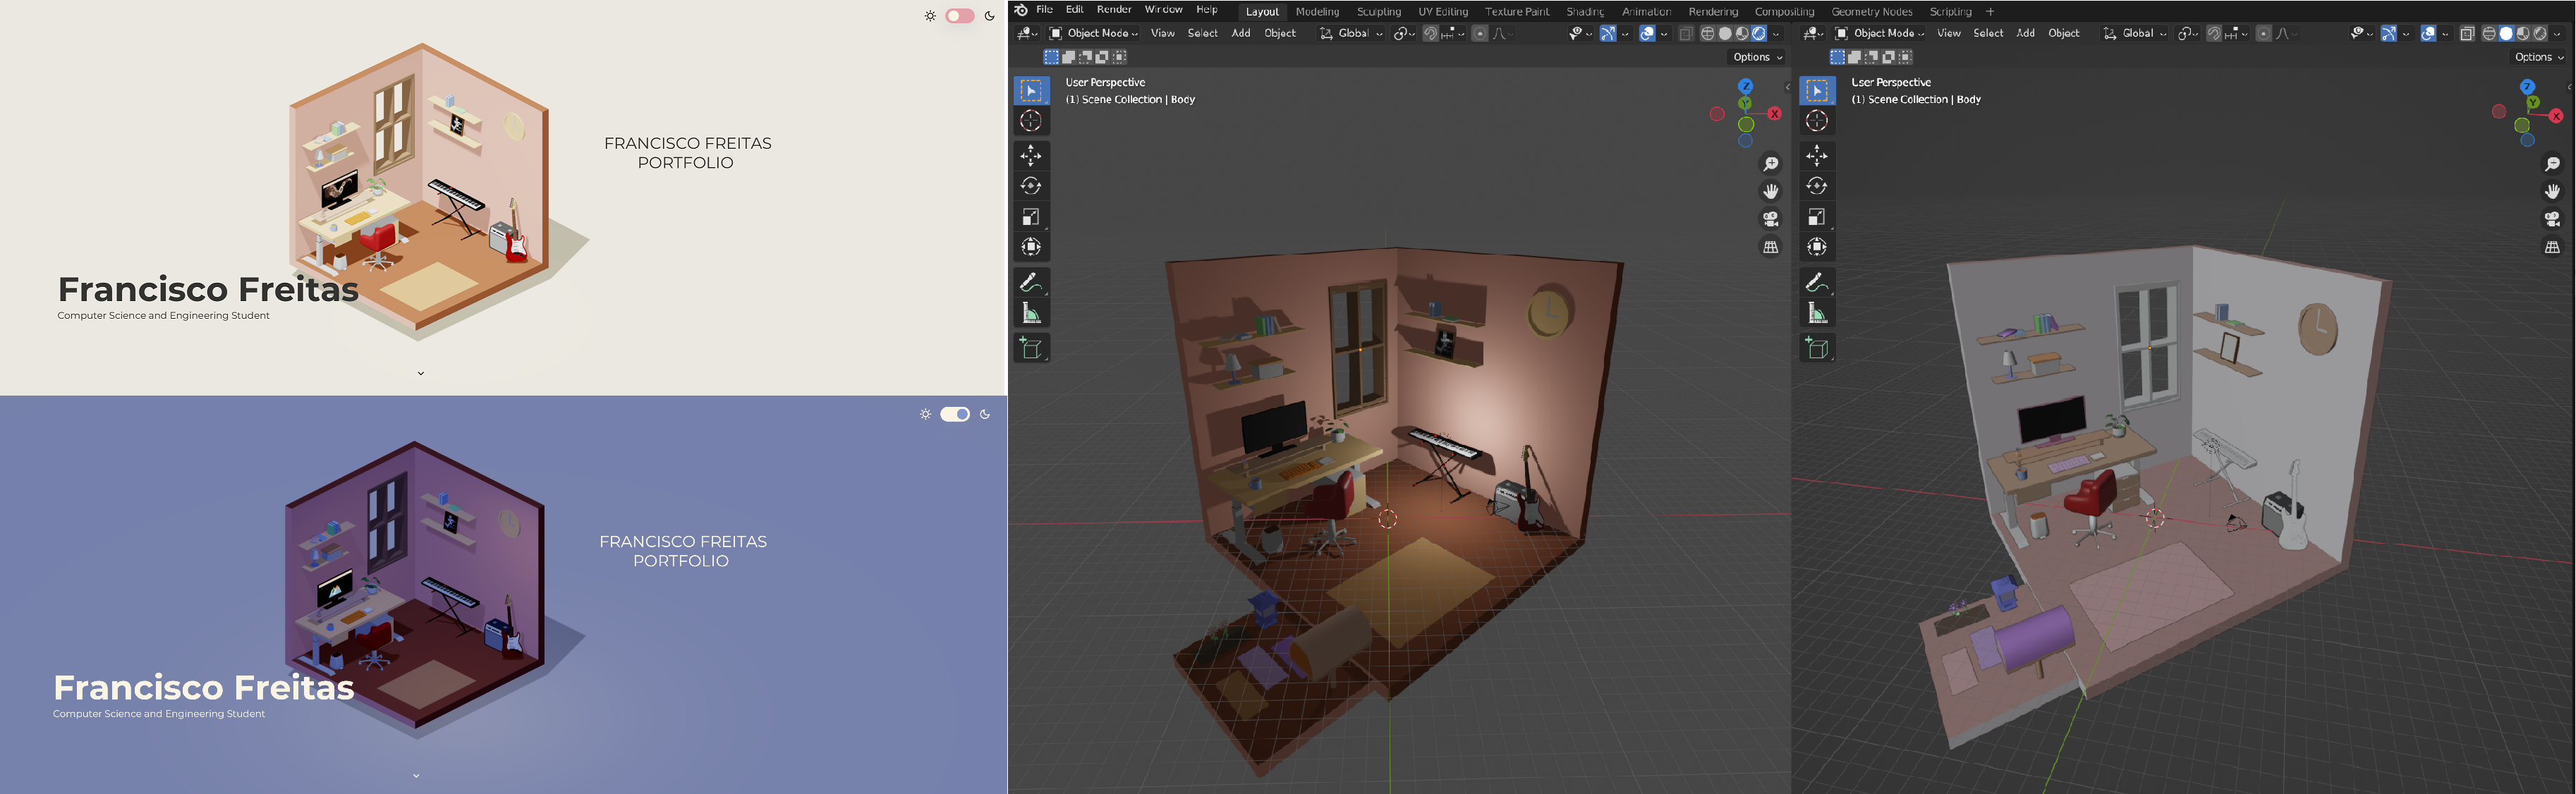 FRANCISCO FREITAS
PORTFOLIO
Francisco Freitas
Computer Science and Engineering Student
FRANCISCO FREITAS
PORTFOLIO
Francisco Freitas
Computer Science and Engineering Student
File Edit Render Window Help Layout Modeling Sculpting UV Editing Texture Paint Shading Animation Rendering Compositing Geometry Nodes Scripting +
Object Mode View Select Add Object Global
Options
User Perspective
(1) Scene Collection | Body
Z
Y
X
Object Mode View Select Add Object Global
Options
User Perspective
(1) Scene Collection | Body
Z
Y
X